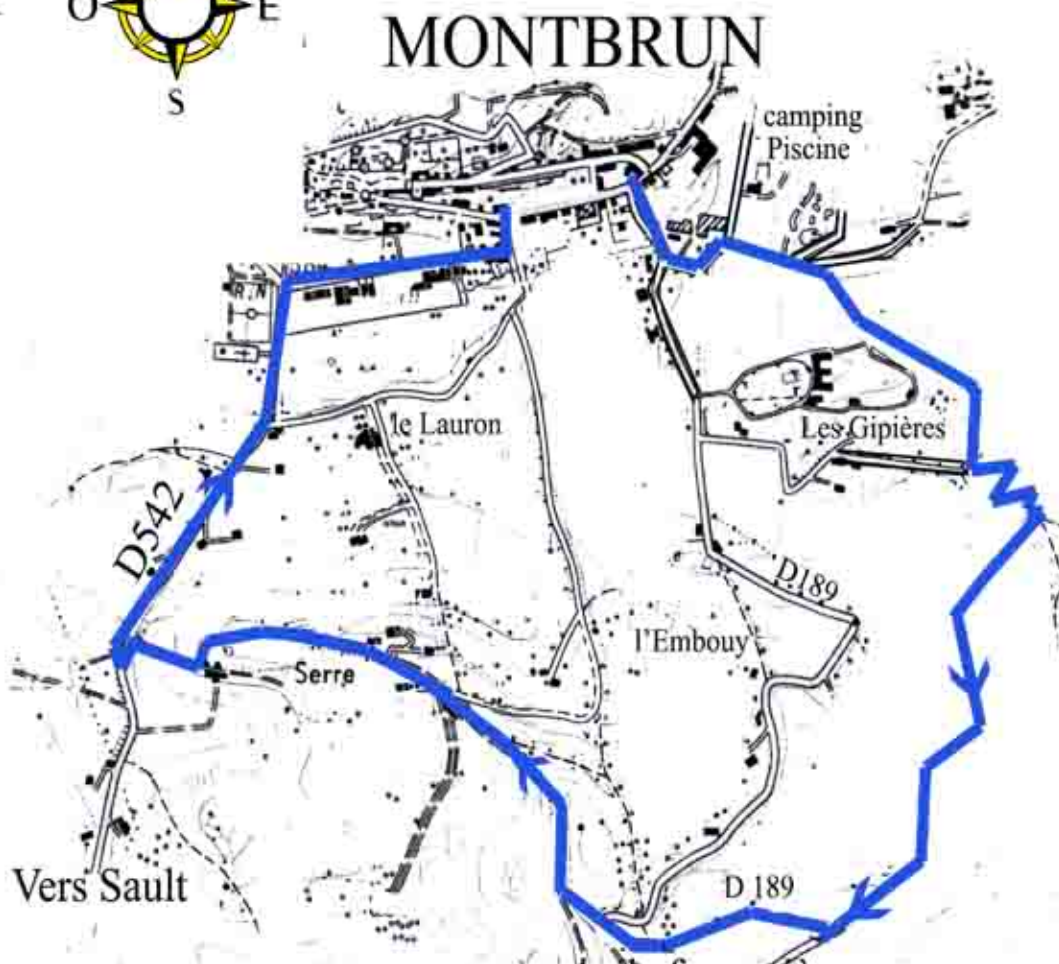 O E
S
MONTBRUN
camping
Piscine
le Lauron
Les Gipières
D542
D189
l'Embouy
Serre
D 189
Vers Sault